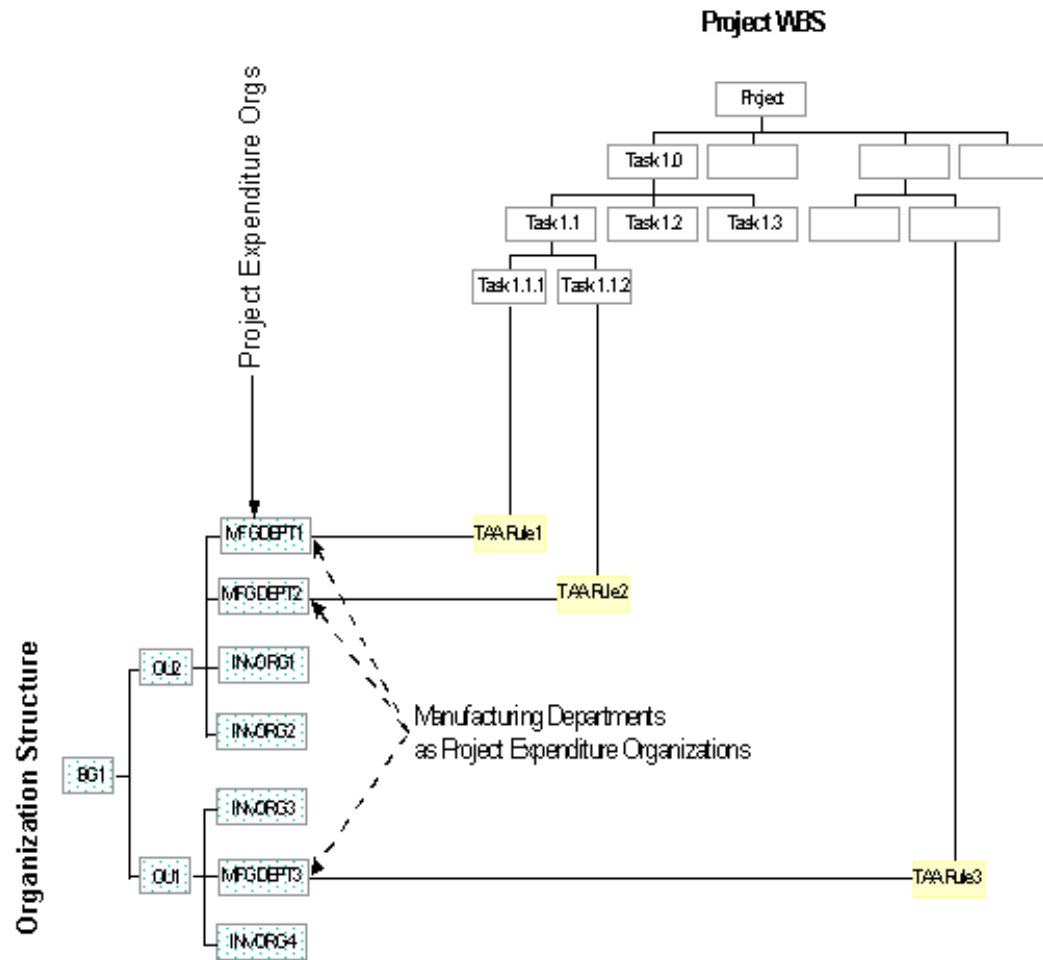 Project WBS
Project Expenditure Orgs
Project
Task 1.0
Task 1.1
Task 1.2
Task 1.3
Task 1.1.1
Task 1.1.2
MFGDEPT1
TAA Rule1
MFGDEPT2
TAA Rule2
Organization Structure
OU2
INVORG1
INVORG2
Manufacturing Departments
as Project Expenditure Organizations
BG1
INVORG3
OU1
MFGDEPT3
TAA Rule3
INVORG4